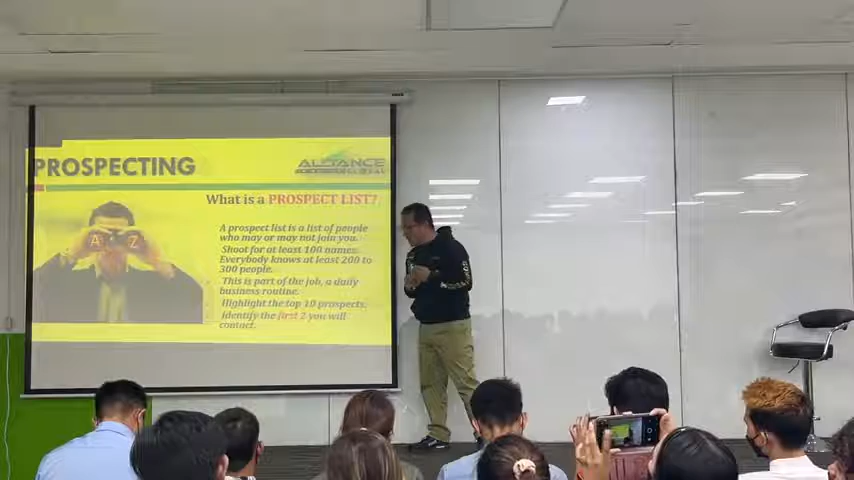 PROSPECTING
ALIANCE
What is a PROSPECT LIST?
A Z
A prospect list is a list of people
who may or may not join you.
Shoot for at least 100 names.
Everybody knows at least 200 to
300 people.
This is part of the job, a daily
business routine.
Highlight the top 10 prospects,
identify the first 2 you will
contact.